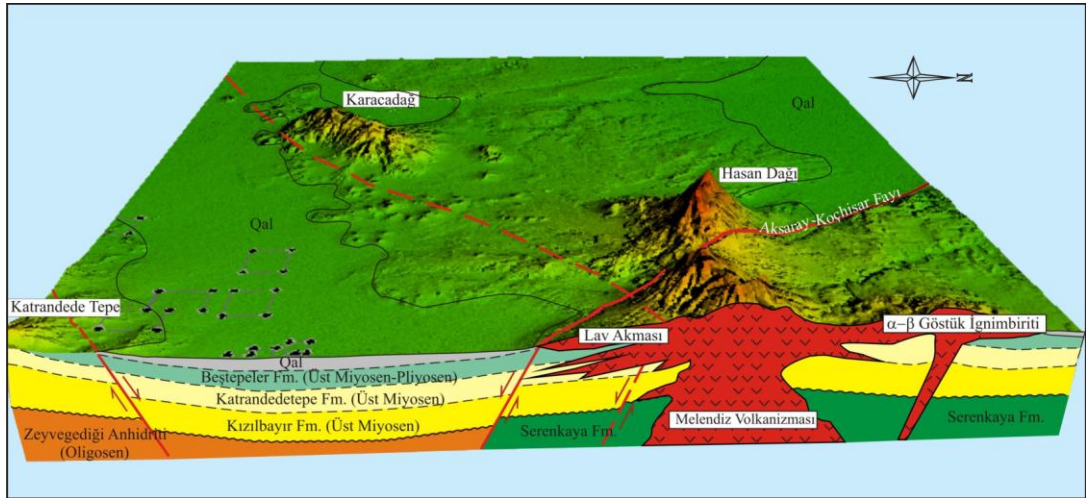 Karacadağ
N
Qal
Hasan Dağı
Aksaray-Koçhisar Fayı
Qal
Katrandede Tepe
Lav Akması
α–β Göstük İgnimbiriti
Qal
Beştepeler Fm. (Üst Miyosen-Pliyosen)
Katrandedetepe Fm. (Üst Miyosen)
Kızılbayır Fm. (Üst Miyosen)
Zeyvegediği Anhidriti
(Oligosen)
Serenkaya Fm.
Melendiz Volkanizması
Serenkaya Fm.